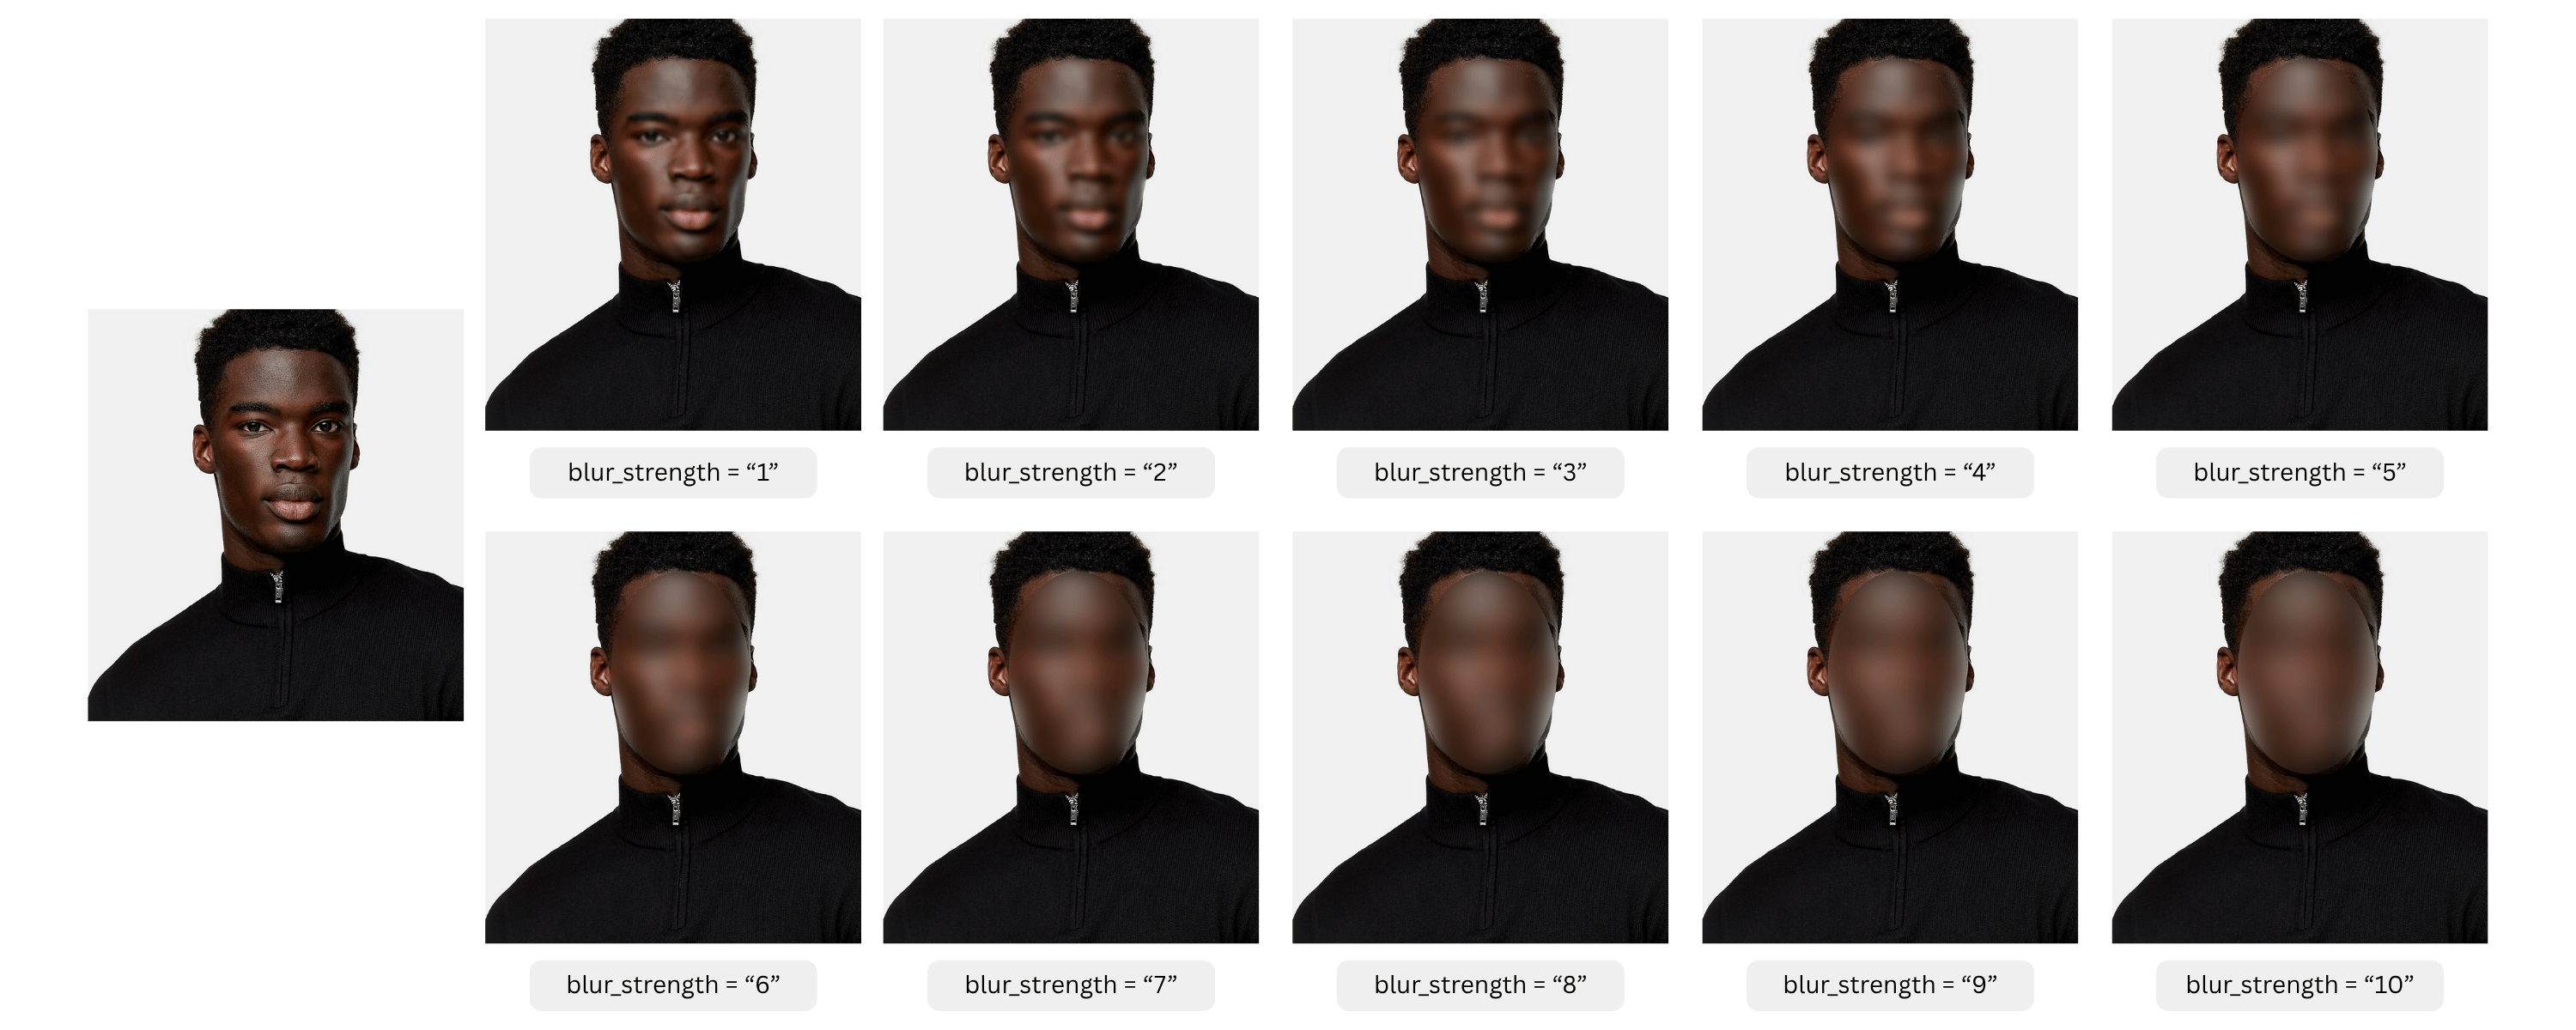 blur_strength = “1”
blur_strength = “2”
blur_strength = “3”
blur_strength = “4”
blur_strength = “5”
blur_strength = “6”
blur_strength = “7”
blur_strength = “8”
blur_strength = “9”
blur_strength = “10”